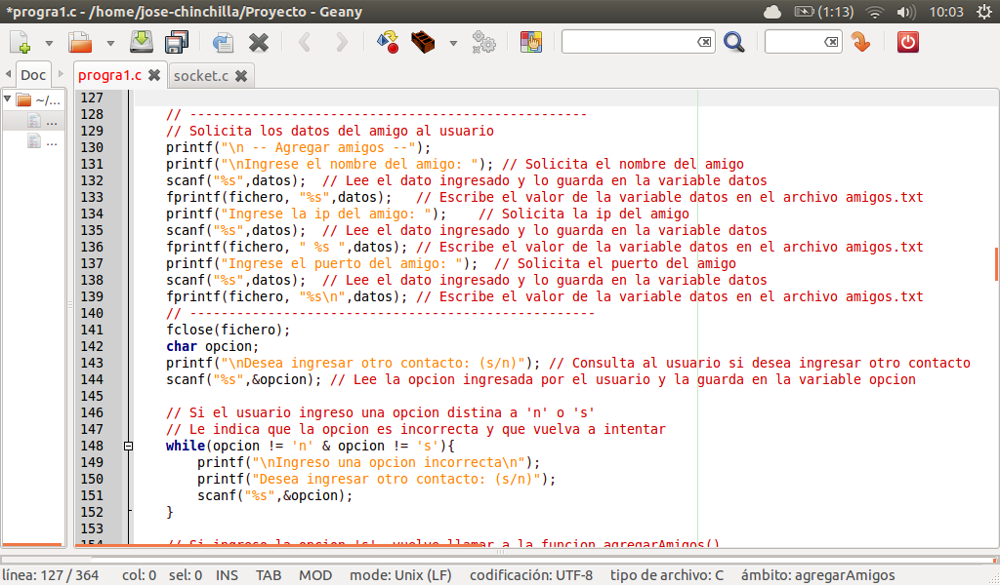 *progra1.c - /home/jose-chinchilla/Proyecto - Geany
(1:13)
10:03
Doc
progra1.c
socket.c
~/...
...
...
127
128 // ---------------------------------------------------
129 // Solicita los datos del amigo al usuario
130 printf("\n -- Agregar amigos --");
131 printf("\nIngrese el nombre del amigo: "); // Solicita el nombre del amigo
132 scanf("%s",datos);  // Lee el dato ingresado y lo guarda en la variable datos
133 fprintf(fichero, "%s",datos);   // Escribe el valor de la variable datos en el archivo amigos.txt
134 printf("Ingrese la ip del amigo: ");    // Solicita la ip del amigo
135 scanf("%s",datos);  // Lee el dato ingresado y lo guarda en la variable datos
136 fprintf(fichero, " %s ",datos); // Escribe el valor de la variable datos en el archivo amigos.txt
137 printf("Ingrese el puerto del amigo: ");  // Solicita el puerto del amigo
138 scanf("%s",datos);  // Lee el dato ingresado y lo guarda en la variable datos
139 fprintf(fichero, "%s\n",datos); // Escribe el valor de la variable datos en el archivo amigos.txt
140 // ----------------------------------------------------
141 fclose(fichero);
142 char opcion;
143 printf("\nDesea ingresar otro contacto: (s/n)"); // Consulta al usuario si desea ingresar otro contacto
144 scanf("%s",&opcion); // Lee la opcion ingresada por el usuario y la guarda en la variable opcion
145
146 // Si el usuario ingreso una opcion distina a 'n' o 's'
147 // Le indica que la opcion es incorrecta y que vuelva a intentar
148 while(opcion != 'n' & opcion != 's'){
149     printf("\nIngreso una opcion incorrecta\n");
150     printf("Desea ingresar otro contacto: (s/n)");
151     scanf("%s",&opcion);
152 }
153
154 // Si ingreso la opcion 's', vuelve llamar a la funcion agregarAmigos()
línea: 127 / 364 col: 0 sel: 0 INS TAB MOD mode: Unix (LF) codificación: UTF-8 tipo de archivo: C ámbito: agregarAmigos